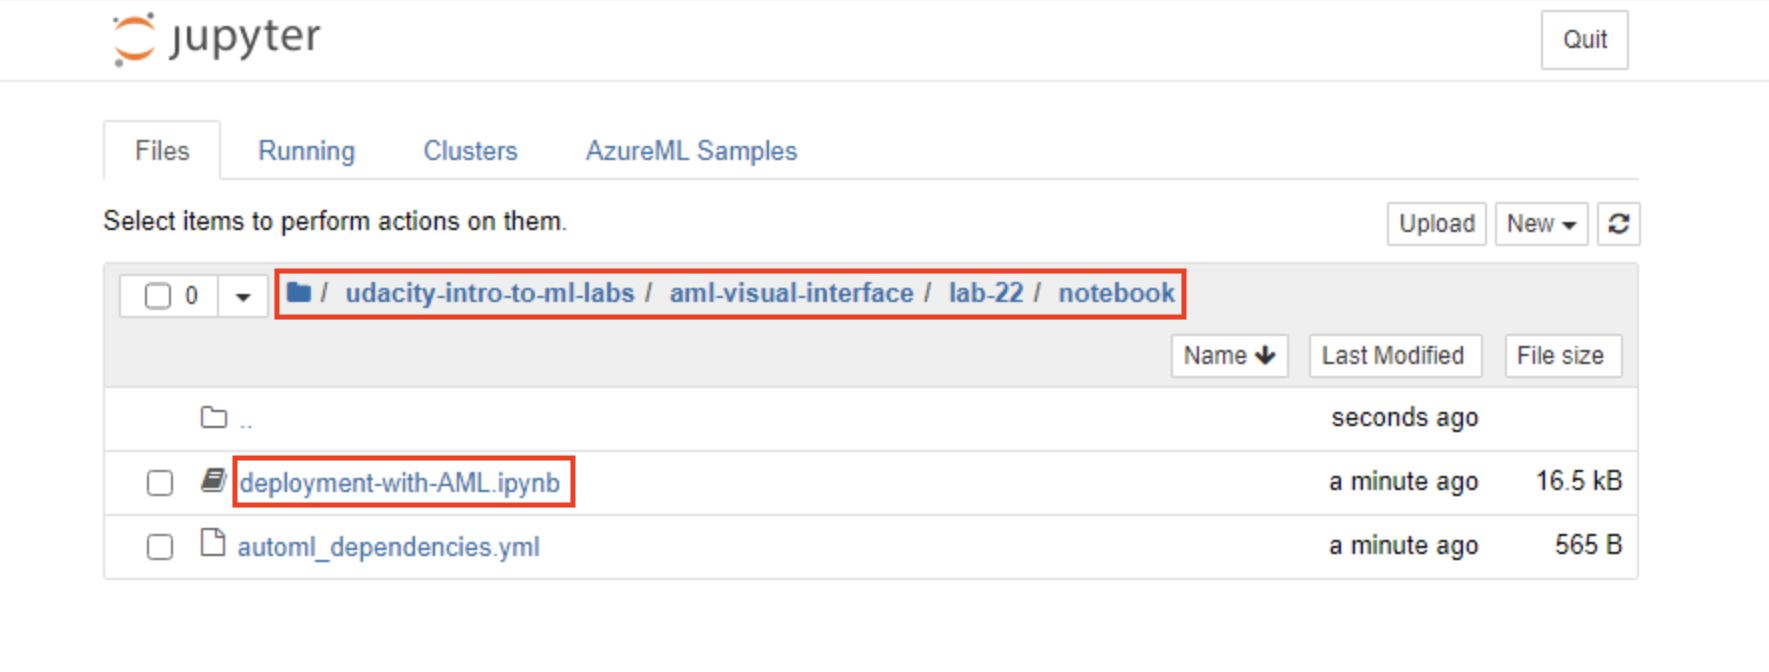 jupyter Quit
Files Running Clusters AzureML Samples
Select items to perform actions on them. Upload New
0 / udacity-intro-to-ml-labs / aml-visual-interface / lab-22 / notebook
Name Last Modified File size
.. seconds ago
deployment-with-AML.ipynb a minute ago 16.5 kB
automl_dependencies.yml a minute ago 565 B